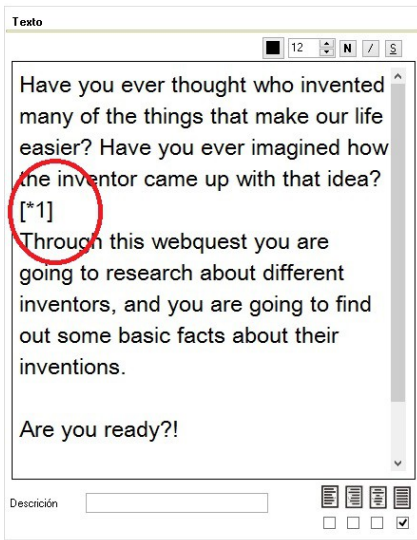 Texto
12 N / S
Have you ever thought who invented
many of the things that make our life
easier? Have you ever imagined how
the inventor came up with that idea?
[*1]
Through this webquest you are
going to research about different
inventors, and you are going to find
out some basic facts about their
inventions.
Are you ready?!
Descrición